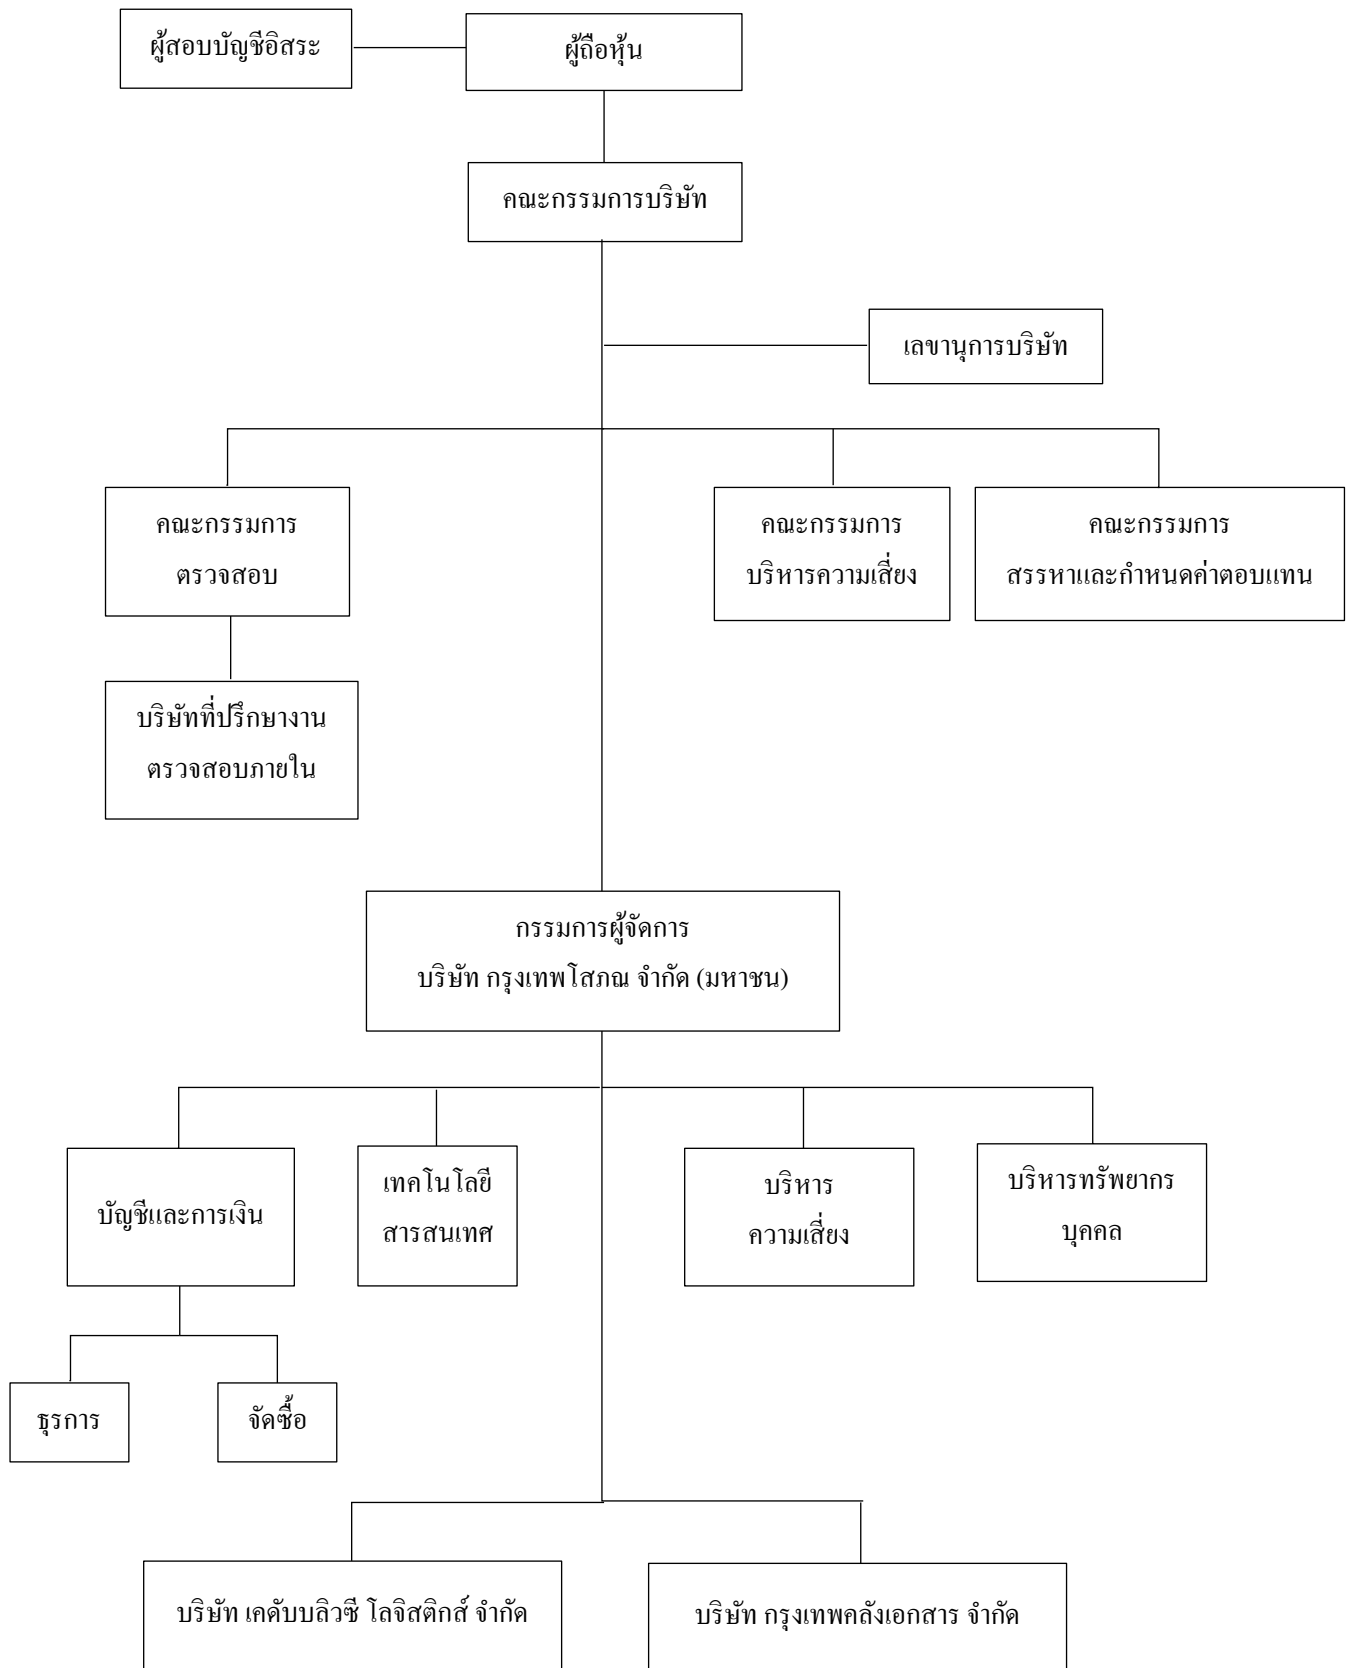 ผู้สอบบัญชีอิสระ
ผู้ถือหุ้น
คณะกรรมการบริษัท
เลขานุการบริษัท
คณะกรรมการ
ตรวจสอบ
คณะกรรมการ
บริหารความเสี่ยง
คณะกรรมการ
สรรหาและกำหนดค่าตอบแทน
บริษัทที่ปรึกษางาน
ตรวจสอบภายใน
กรรมการผู้จัดการ
บริษัท กรุงเทพโสภณ จำกัด (มหาชน)
บัญชีและการเงิน
เทคโนโลยี
สารสนเทศ
บริหาร
ความเสี่ยง
บริหารทรัพยากร
บุคคล
ธุรการ
จัดซื้อ
บริษัท เคดับบลิวซี โลจิสติกส์ จำกัด
บริษัท กรุงเทพคลังเอกสาร จำกัด